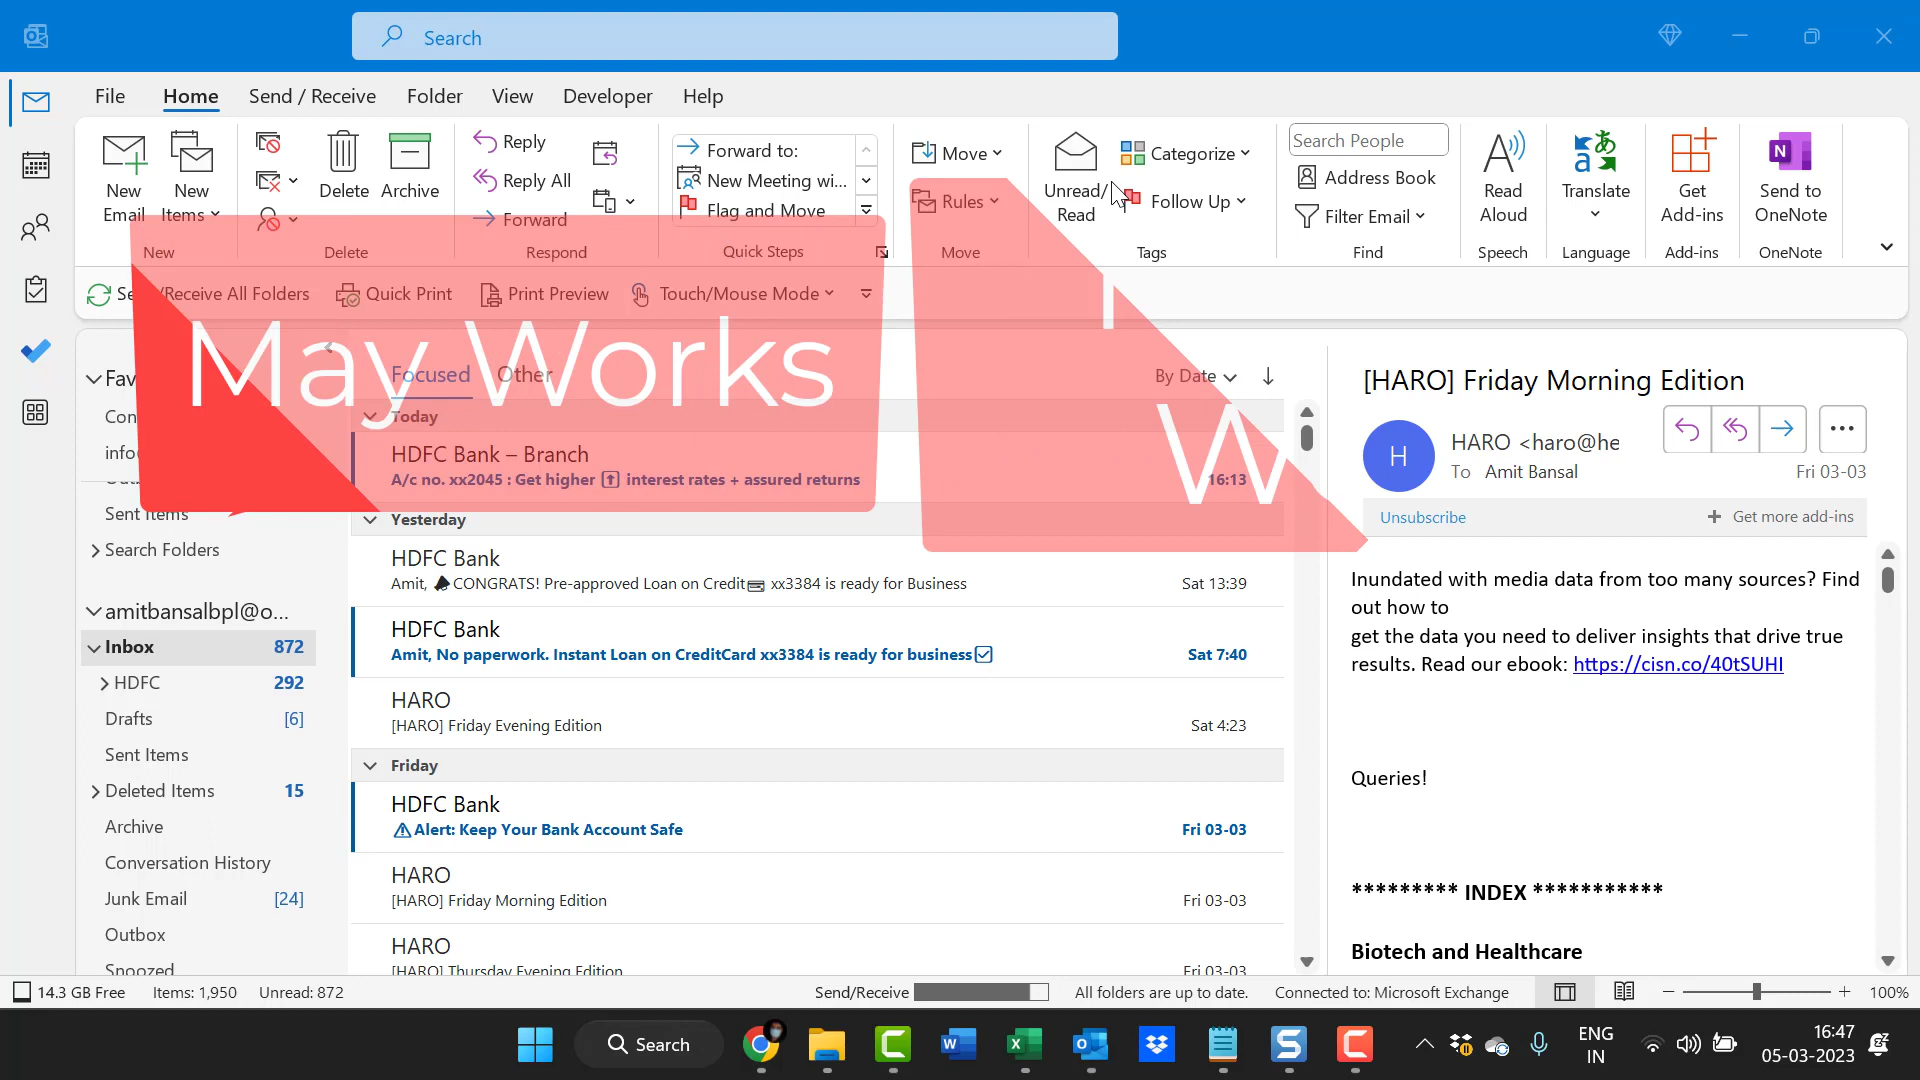 Search
File Home Send / Receive Folder View Developer Help
New Email
New Items
Delete
Archive
Reply
Reply All
Forward
Forward to:
New Meeting wi...
Flag and Move
Move
Rules
Unread/ Read
Categorize
Follow Up
Search People
Address Book
Filter Email
Read Aloud
Translate
Get Add-ins
Send to OneNote
New Delete Respond Quick Steps Move Tags Find Speech Language Add-ins OneNote
/Receive All Folders Quick Print Print Preview Touch/Mouse Mode
May Works
W
Fav
Con
Sent Items
Search Folders
amitbansalbpl@o...
Inbox 872
HDFC 292
Drafts [6]
Sent Items
Deleted Items 15
Archive
Conversation History
Junk Email [24]
Outbox
Snoozed
Focused Other By Date
Today
HDFC Bank – Branch
A/c no. xx2045 : Get higher interest rates + assured returns 16:13
Yesterday
HDFC Bank
Amit, CONGRATS! Pre-approved Loan on Credit xx3384 is ready for Business Sat 13:39
HDFC Bank
Amit, No paperwork. Instant Loan on CreditCard xx3384 is ready for business Sat 7:40
HARO
[HARO] Friday Evening Edition Sat 4:23
Friday
HDFC Bank
Alert: Keep Your Bank Account Safe Fri 03-03
HARO
[HARO] Friday Morning Edition Fri 03-03
HARO
[HARO] Thursday Evening Edition Fri 03-03
[HARO] Friday Morning Edition
H
HARO <haro@he
To Amit Bansal Fri 03-03
Unsubscribe + Get more add-ins
Inundated with media data from too many sources? Find
out how to
get the data you need to deliver insights that drive true
results. Read our ebook: https://cisn.co/40tSUHI
Queries!
********* INDEX ***********
Biotech and Healthcare
14.3 GB Free Items: 1,950 Unread: 872 Send/Receive All folders are up to date. Connected to: Microsoft Exchange 100%
Search
ENG
IN
16:47
05-03-2023